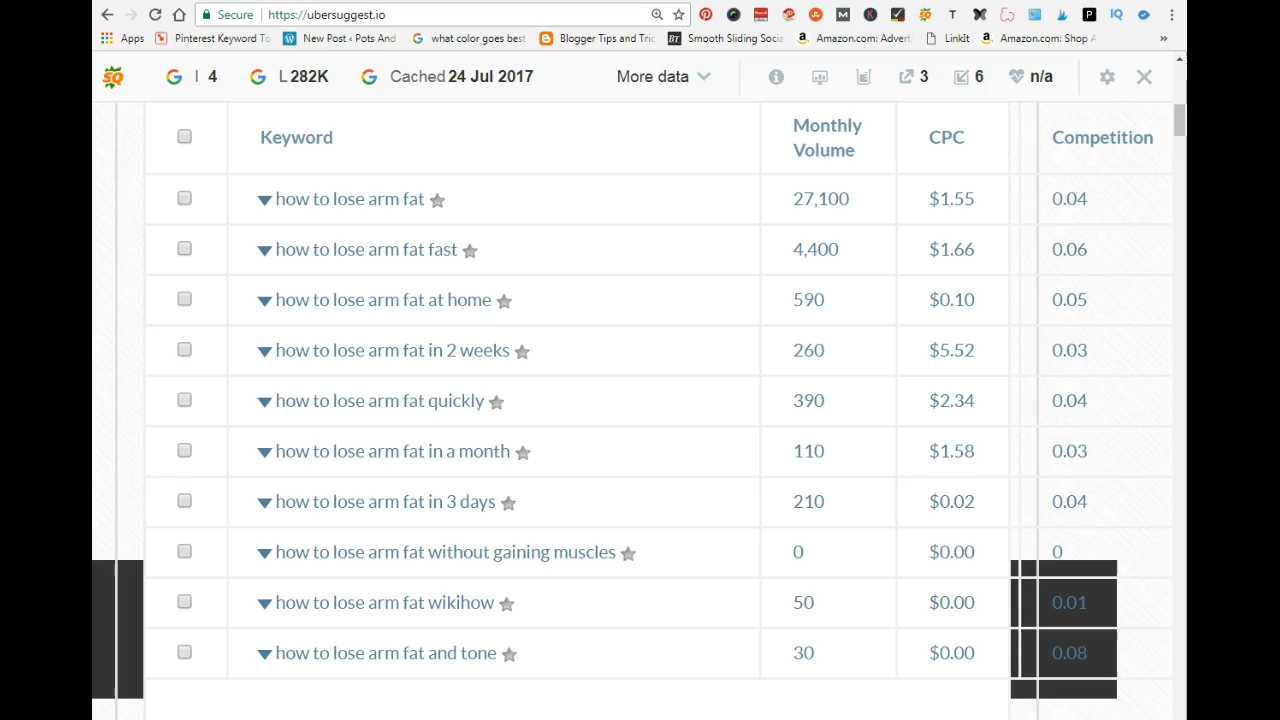 Secure https://ubersuggest.io
Apps Pinterest Keyword To New Post ‹ Pots And what color goes best Blogger Tips and Tric Smooth Sliding Socia Amazon.com: Advert LinkIt Amazon.com: Shop A »
SQ I 4 L 282K Cached 24 Jul 2017 More data 3 6 n/a
Keyword Monthly Volume CPC Competition
how to lose arm fat 27,100 $1.55 0.04
how to lose arm fat fast 4,400 $1.66 0.06
how to lose arm fat at home 590 $0.10 0.05
how to lose arm fat in 2 weeks 260 $5.52 0.03
how to lose arm fat quickly 390 $2.34 0.04
how to lose arm fat in a month 110 $1.58 0.03
how to lose arm fat in 3 days 210 $0.02 0.04
how to lose arm fat without gaining muscles 0 $0.00 0
how to lose arm fat wikihow 50 $0.00 0.01
how to lose arm fat and tone 30 $0.00 0.08